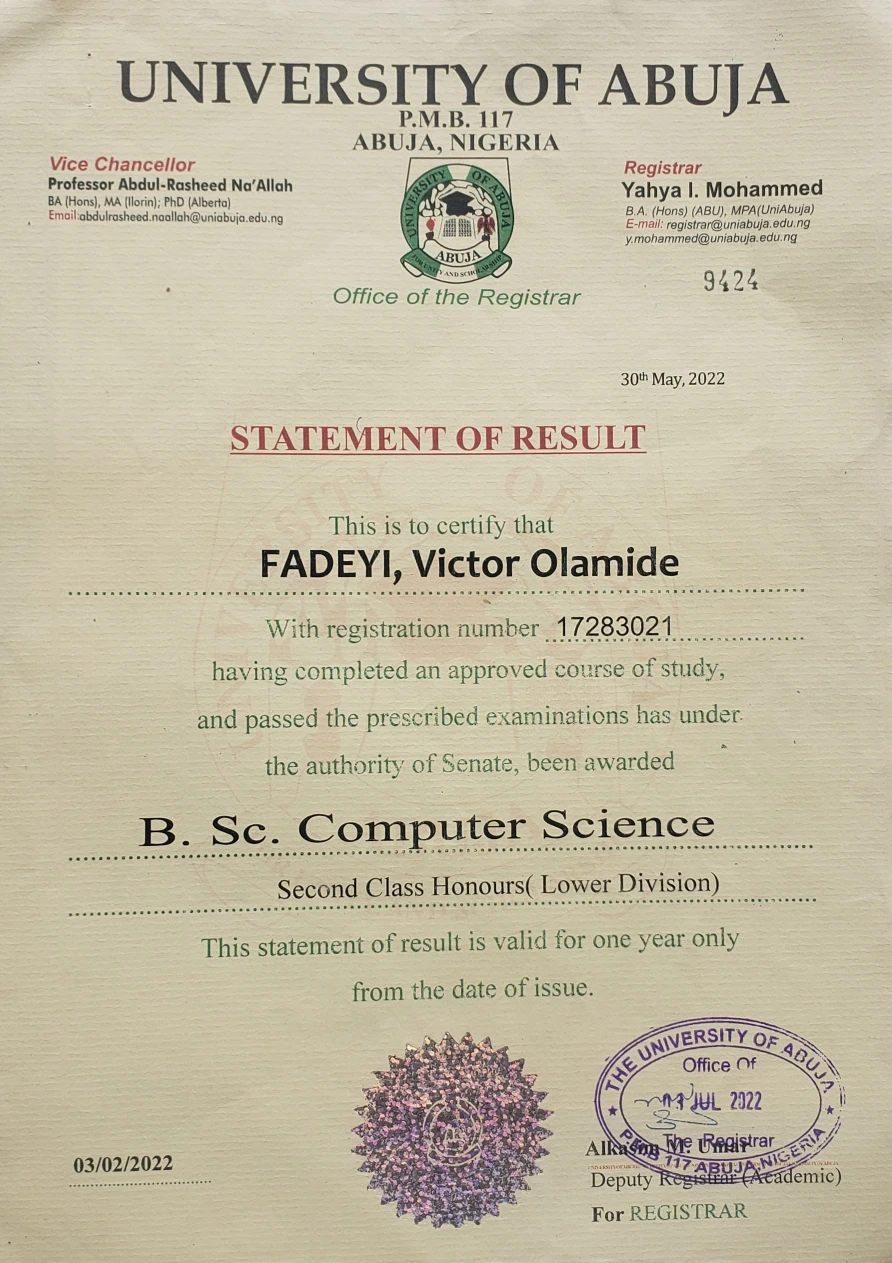 UNIVERSITY OF ABUJA
P.M.B. 117
ABUJA, NIGERIA
Vice Chancellor
Professor Abdul-Rasheed Na'Allah
BA (Hons), MA (Ilorin); PhD (Alberta)
Email:abdulrasheed.naallah@uniabuja.edu.ng
UNIVERSITY OF ABUJA
ABUJA
FOR UNITY AND SCHOLARSHIP
Registrar
Yahya I. Mohammed
B.A. (Hons) (ABU), MPA(UniAbuja)
E-mail: registrar@uniabuja.edu.ng
y.mohammed@uniabuja.edu.ng
9424
Office of the Registrar
30th May, 2022
STATEMENT OF RESULT
This is to certify that
FADEYI, Victor Olamide
With registration number 17283021
having completed an approved course of study,
and passed the prescribed examinations has under
the authority of Senate, been awarded
B. Sc. Computer Science
Second Class Honours( Lower Division)
This statement of result is valid for one year only
from the date of issue.
THE UNIVERSITY OF ABUJA
Office Of
JUL 2022
The Registrar
P.M.B. 117 ABUJA, NIGERIA
03/02/2022
M. Umar
Deputy Registrar (Academic)
For REGISTRAR